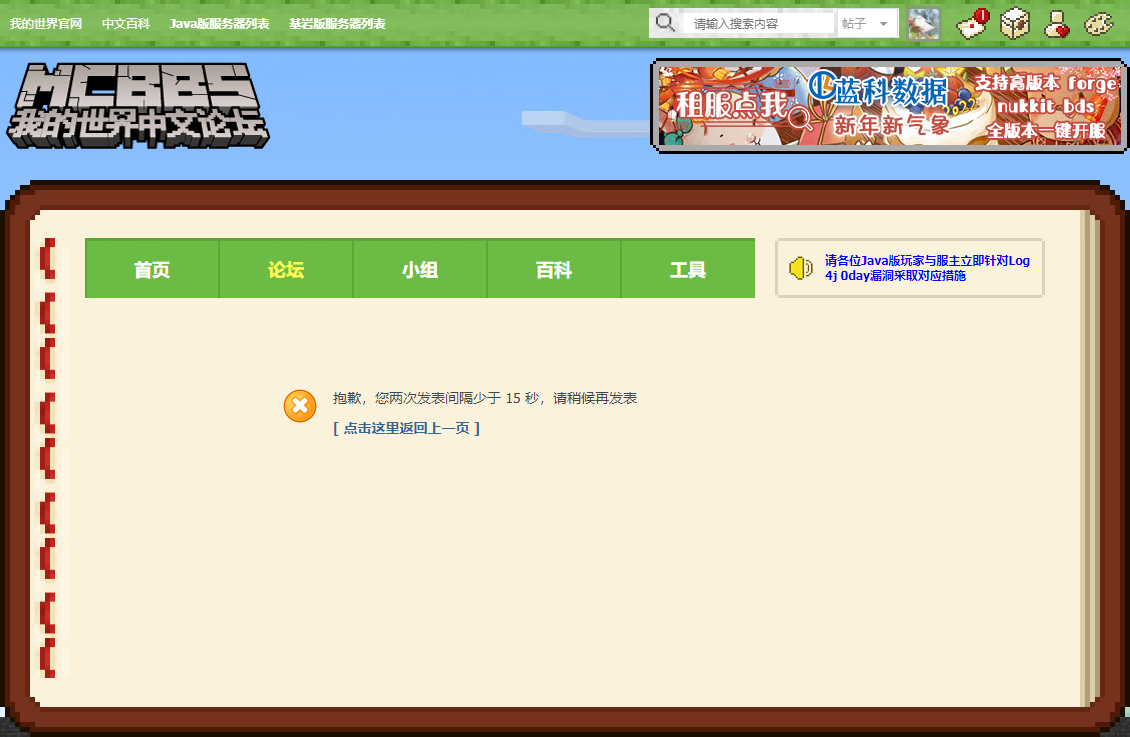 我的世界官网 中文百科 Java版服务器列表 基岩版服务器列表
请输入搜索内容 帖子
MCBBS
我的世界中文论坛
租服点我
蓝科数据
2022
新年新气象
支持高版本 forge
nukkit bds
全版本一键开服
首页 论坛 小组 百科 工具
请各位Java版玩家与服主立即针对Log
4j 0day漏洞采取对应措施
抱歉，您两次发表间隔少于 15 秒，请稍候再发表
[ 点击这里返回上一页 ]